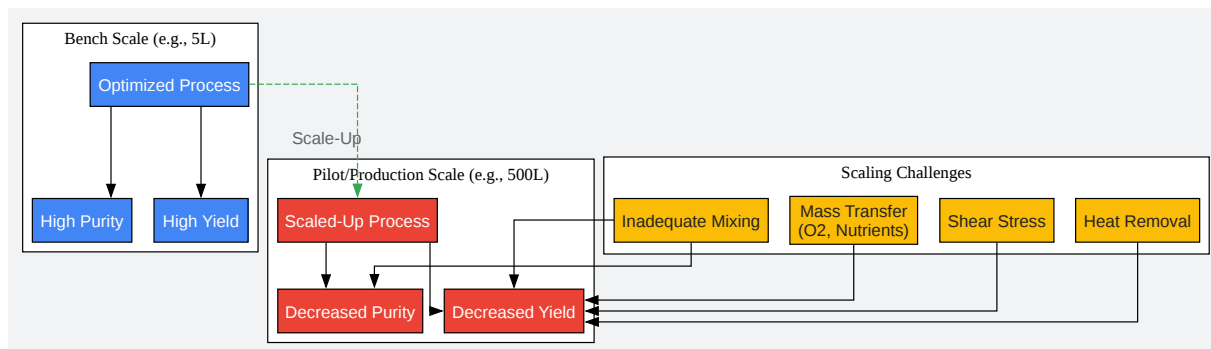 Bench Scale (e.g., 5L)
Optimized Process
High Purity
High Yield
Scale-Up
Pilot/Production Scale (e.g., 500L)
Scaled-Up Process
Decreased Purity
Decreased Yield
Scaling Challenges
Inadequate Mixing
Mass Transfer
(O2, Nutrients)
Shear Stress
Heat Removal